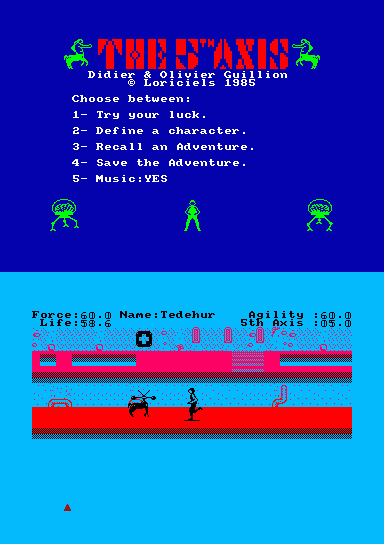 THE 5TH AXIS
Didier & Olivier Guillion
© Loriciels 1985
Choose between:
1- Try your luck.
2- Define a character.
3- Recall an Adventure.
4- Save the Adventure.
5- Music:YES
Force:60.0 Name:Tedehur Agility :60.0
Life:58.6 5th Axis :05.0